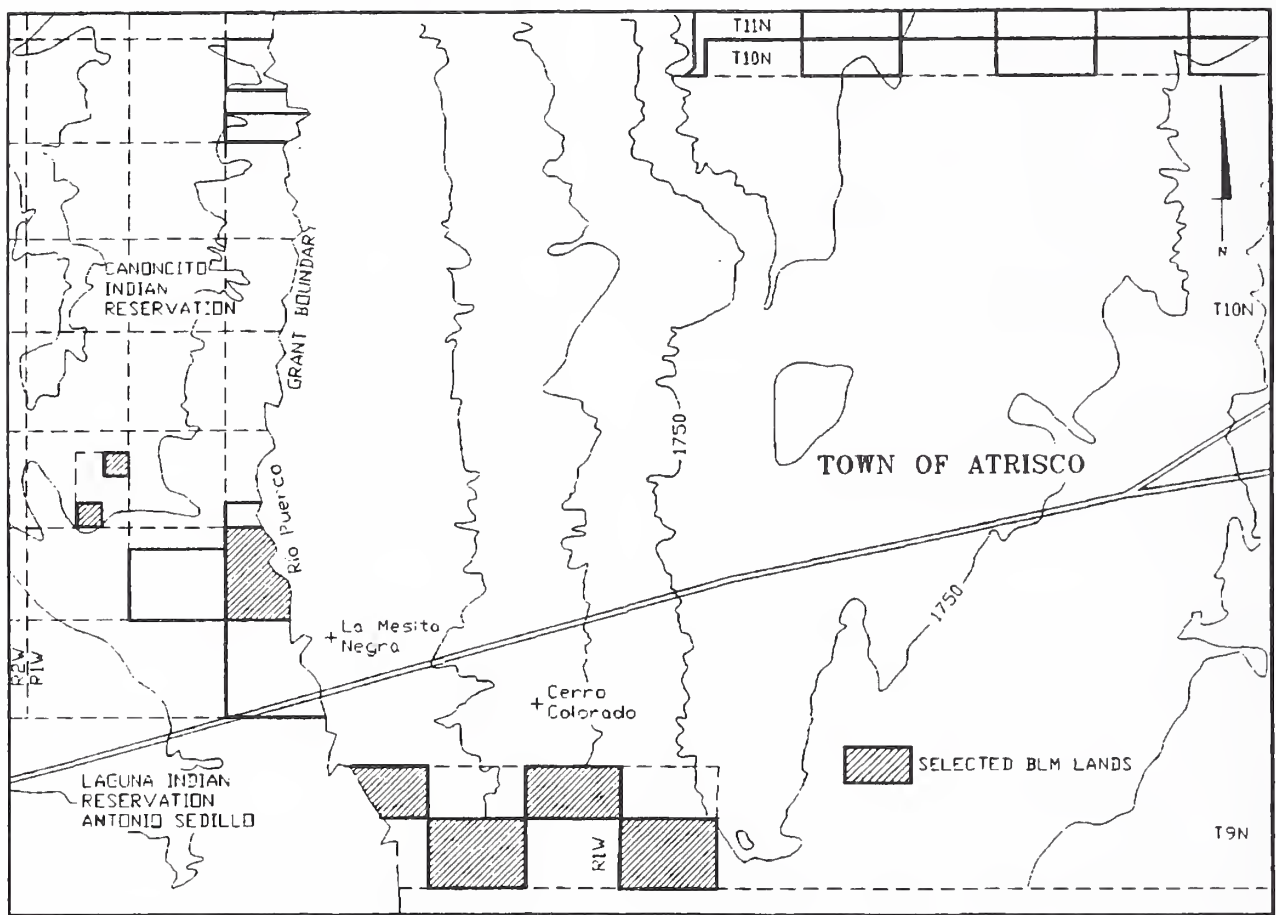 T11N
T10N
N
CANONCITO
INDIAN
RESERVATION
GRANT BOUNDARY
T10N
1750
TOWN OF ATRISCO
Rio Puerco
1750
+ La Mesita
Negra
R2W
R1W
+ Cerro
Colorado
SELECTED BLM LANDS
LAGUNA INDIAN
RESERVATION
ANTONIO SEDILLO
R1W
T9N